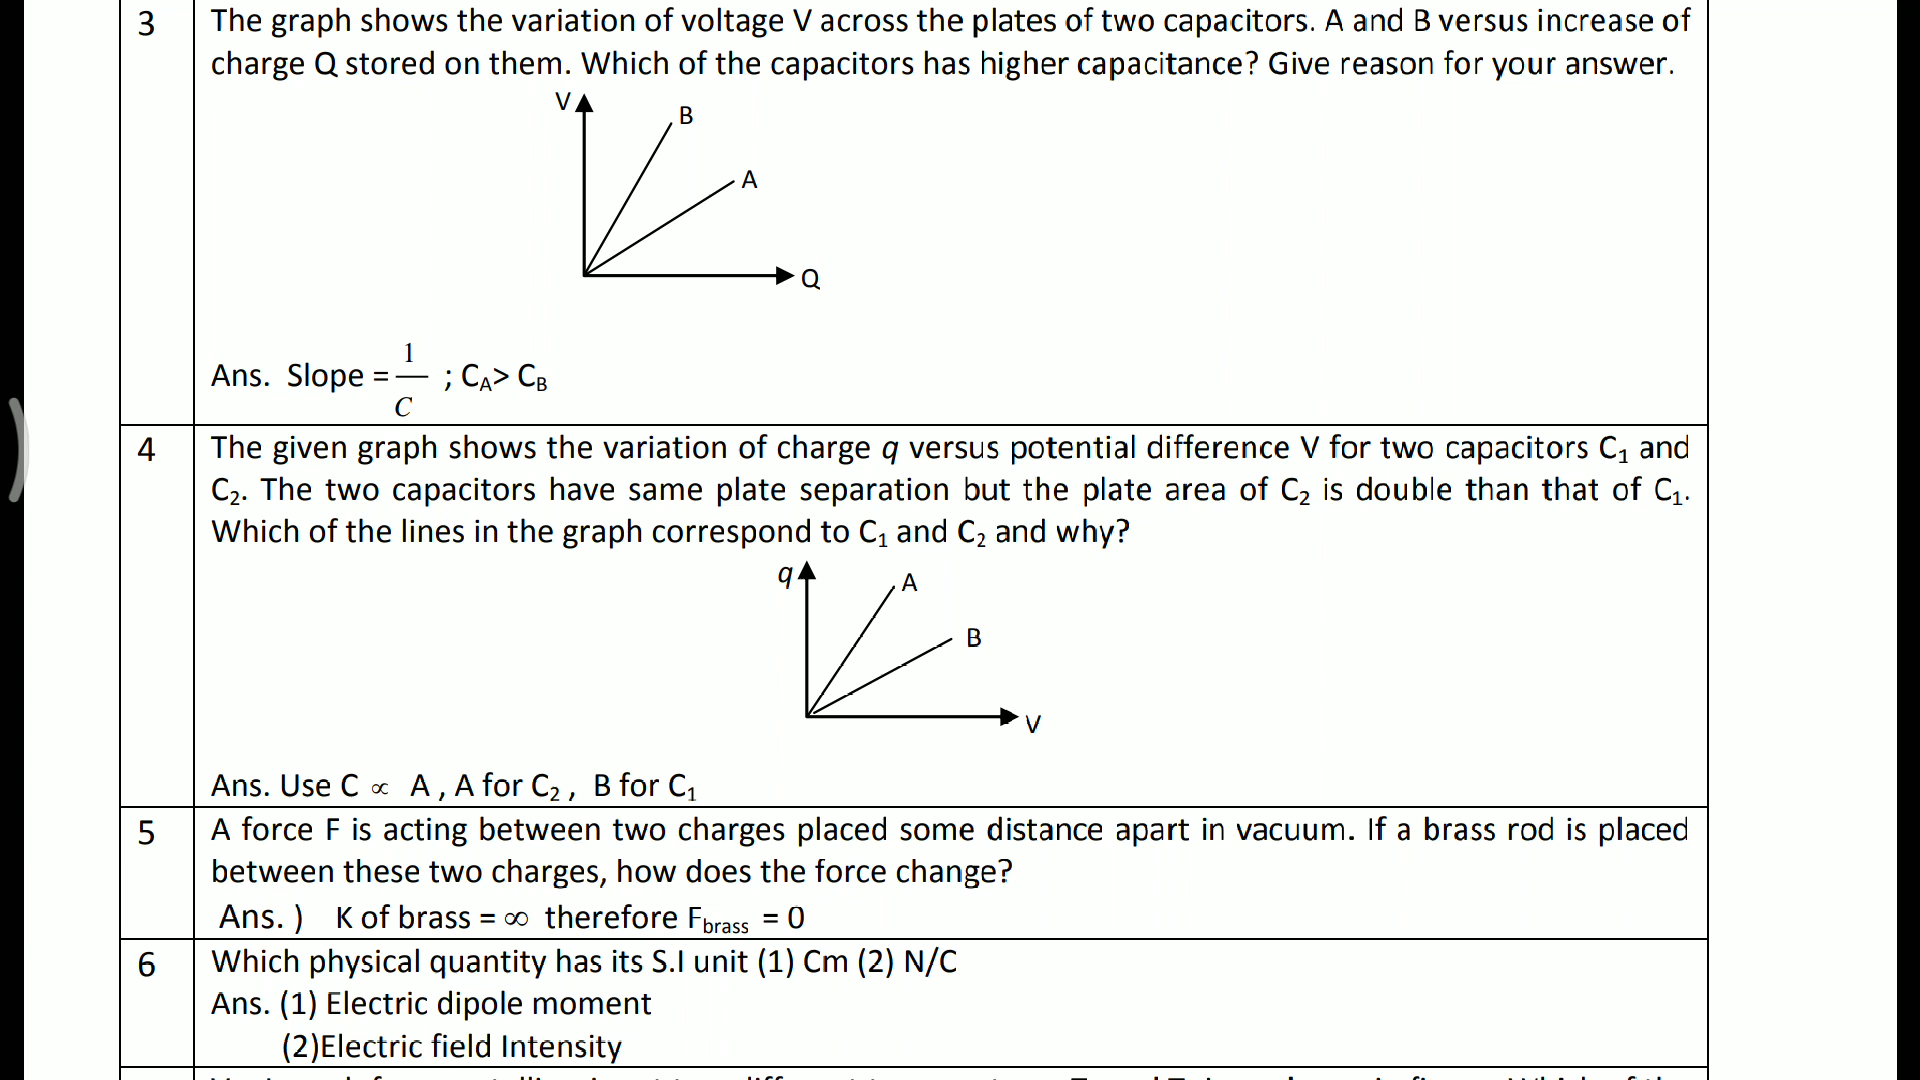 3
The graph shows the variation of voltage V across the plates of two capacitors. A and B versus increase of
charge Q stored on them. Which of the capacitors has higher capacitance? Give reason for your answer.
V
B
A
Q
Ans. Slope = 1/C ; CA> CB
4
The given graph shows the variation of charge q versus potential difference V for two capacitors C₁ and
C₂. The two capacitors have same plate separation but the plate area of C₂ is double than that of C₁.
Which of the lines in the graph correspond to C₁ and C₂ and why?
q
A
B
V
Ans. Use C ∝ A , A for C₂ , B for C₁
5
A force F is acting between two charges placed some distance apart in vacuum. If a brass rod is placed
between these two charges, how does the force change?
Ans. ) K of brass = ∞ therefore Fbrass = 0
6
Which physical quantity has its S.I unit (1) Cm (2) N/C
Ans. (1) Electric dipole moment
(2)Electric field Intensity